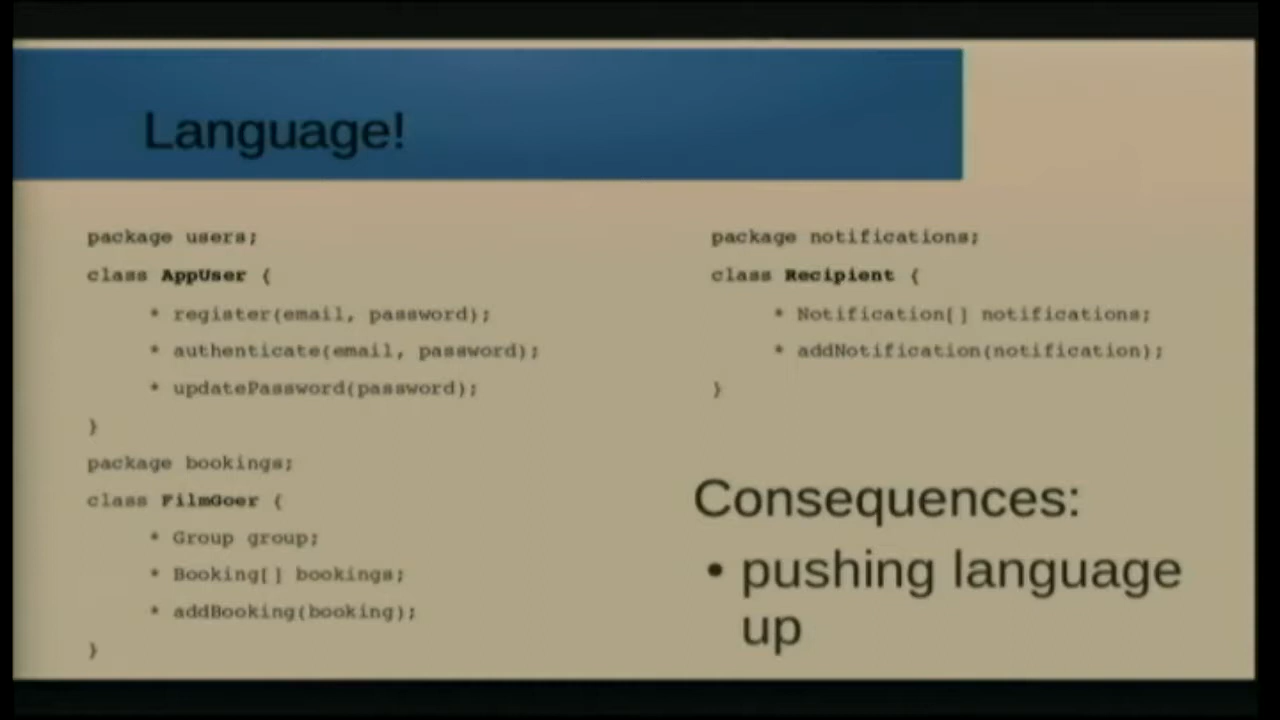 Language!
package users;
class AppUser {
* register(email, password);
* authenticate(email, password);
* updatePassword(password);
}
package bookings;
class FilmGoer {
* Group group;
* Booking[] bookings;
* addBooking(booking);
}
package notifications;
class Recipient {
* Notification[] notifications;
* addNotification(notification);
}
Consequences:
• pushing language
up